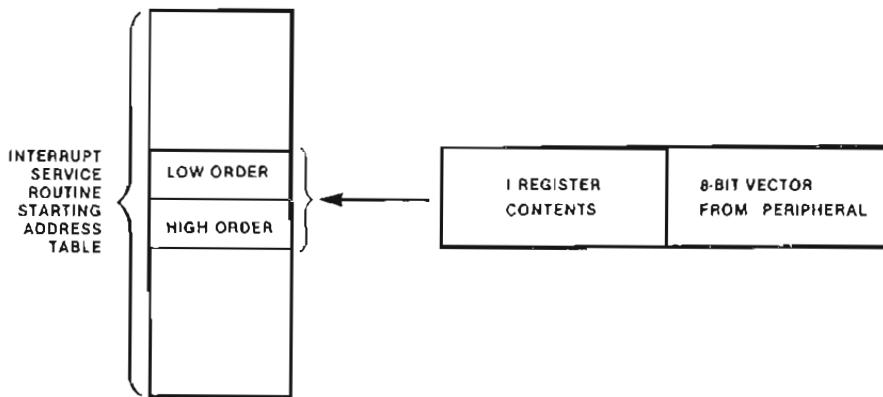 INTERRUPT
SERVICE
ROUTINE
STARTING
ADDRESS
TABLE
LOW ORDER
HIGH ORDER
I REGISTER
CONTENTS
8-BIT VECTOR
FROM PERIPHERAL